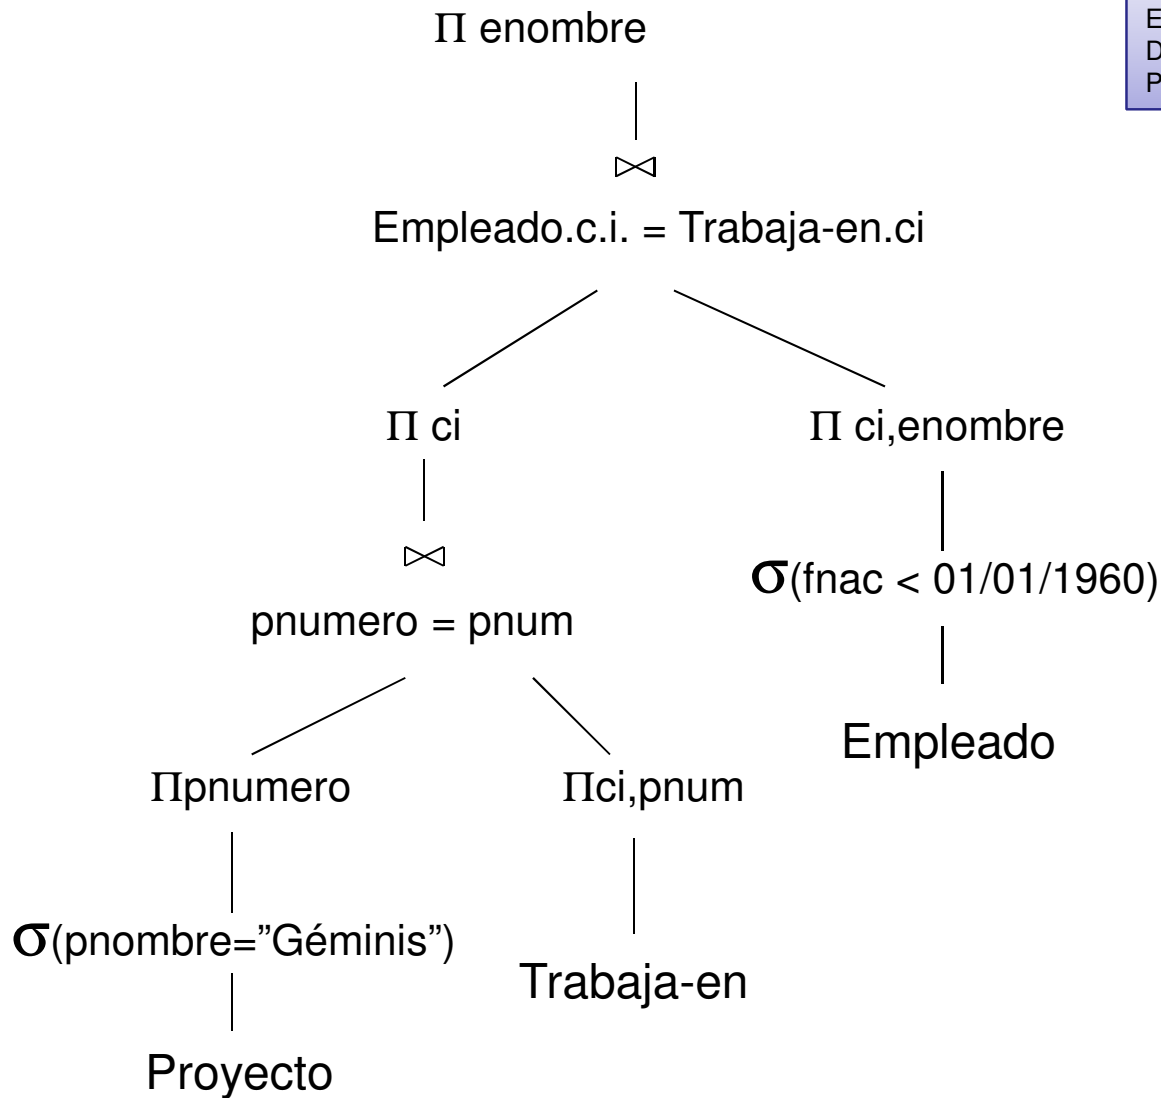 Π enombre
E
D
P
⋈
Empleado.c.i. = Trabaja-en.ci
Π ci
Π ci,enombre
⋈
σ(fnac < 01/01/1960)
pnumero = pnum
Empleado
Πpnumero
Πci,pnum
σ(pnombre=”Géminis”)
Trabaja-en
Proyecto